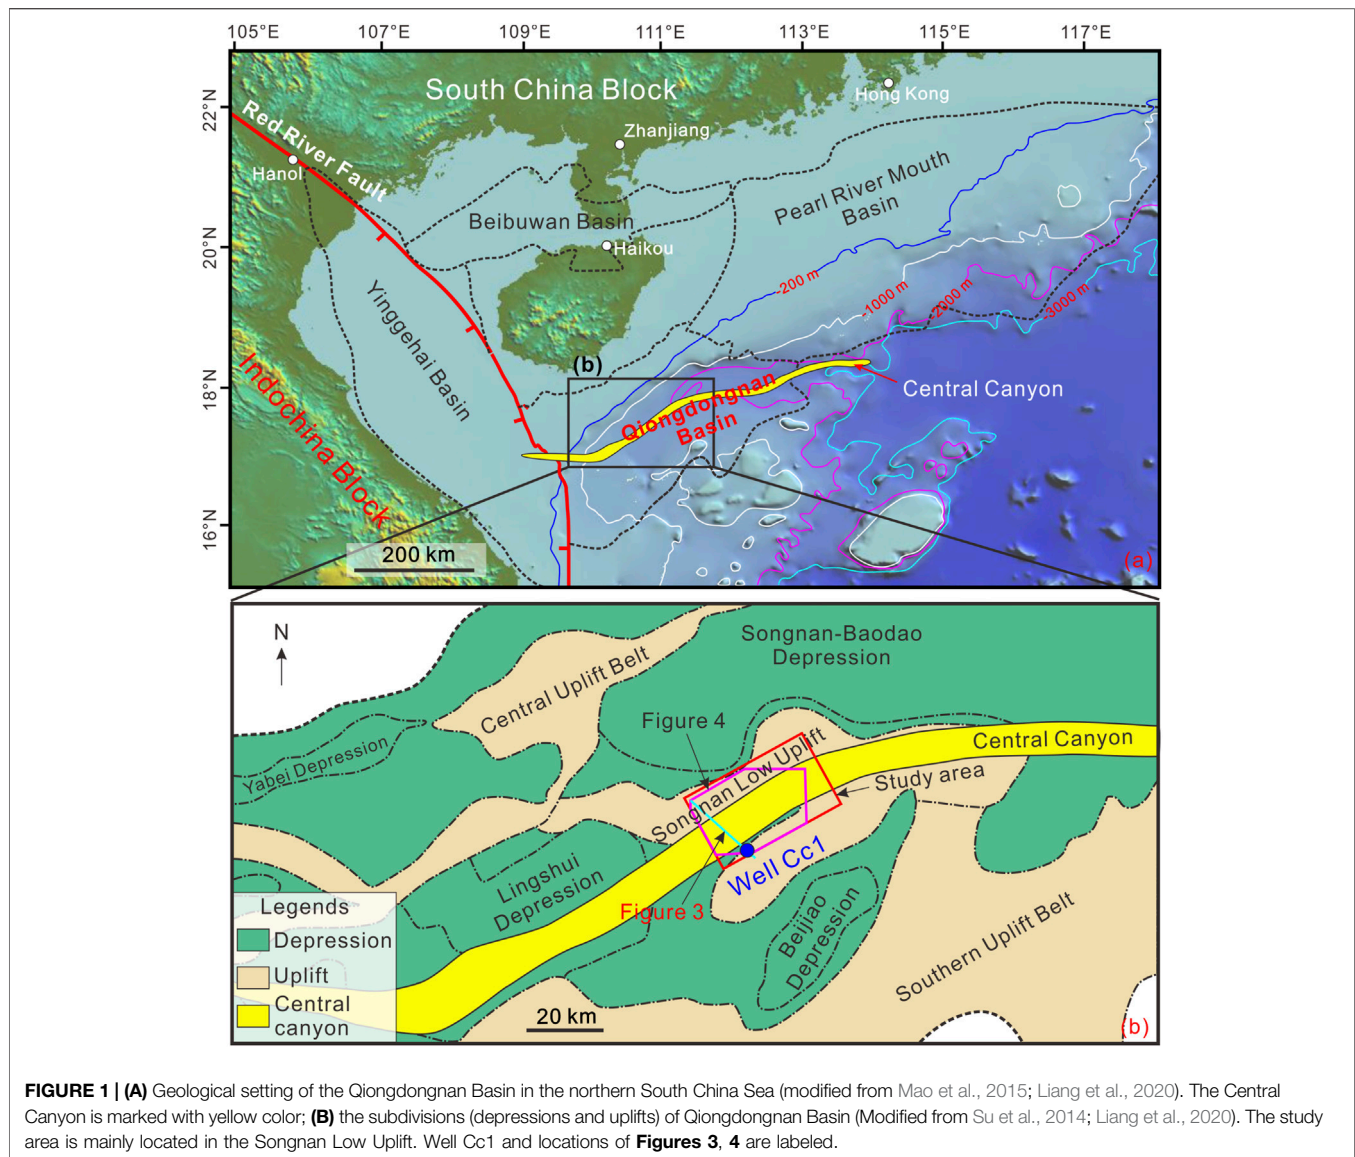 105°E 107°E 109°E 111°E 113°E 115°E 117°E
22°N
20°N
18°N
16°N
South China Block
Hong Kong
Zhanjiang
Red River Fault
Hanol
Pearl River Mouth
Basin
Beibuwan Basin
Haikou
-200 m
-1000 m
-2000 m
-3000 m
Yinggehai Basin
(b)
Indochina Block
Qiongdongnan
Basin
Central Canyon
200 km
(a)
N
Songnan-Baodao
Depression
Central Uplift Belt
Figure 4
Yabei Depression
Central Canyon
Songnan Low Uplift
Study area
Well Cc1
Lingshui
Depression
Figure 3
Beijiao
Depression
Southern Uplift Belt
Legends
Depression
Uplift
Central
canyon
20 km
(b)
FIGURE 1 | (A) Geological setting of the Qiongdongnan Basin in the northern South China Sea (modified from Mao et al., 2015; Liang et al., 2020). The Central
Canyon is marked with yellow color; (B) the subdivisions (depressions and uplifts) of Qiongdongnan Basin (Modified from Su et al., 2014; Liang et al., 2020). The study
area is mainly located in the Songnan Low Uplift. Well Cc1 and locations of Figures 3, 4 are labeled.